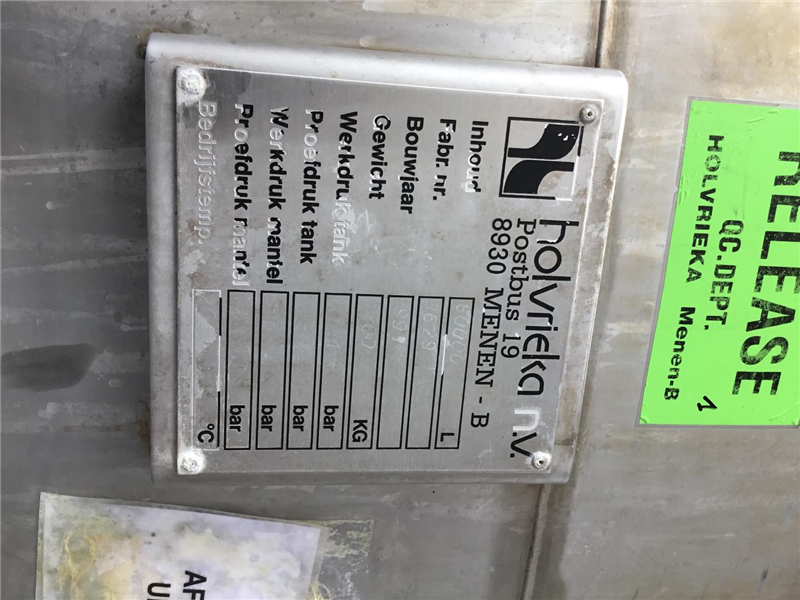 holvrieka n.v.
Postbus 19
8930 MENEN - B
Inhoud L
Fabr. nr.
Bouwjaar
Gewicht KG
Werkdruk tank bar
Proefdruk tank bar
Werkdruk mantel bar
Proefdruk mantel bar
Bedrijfstemp. °C
RELEASE
QC.DEPT. 1
HOLVRIEKA Menen-B